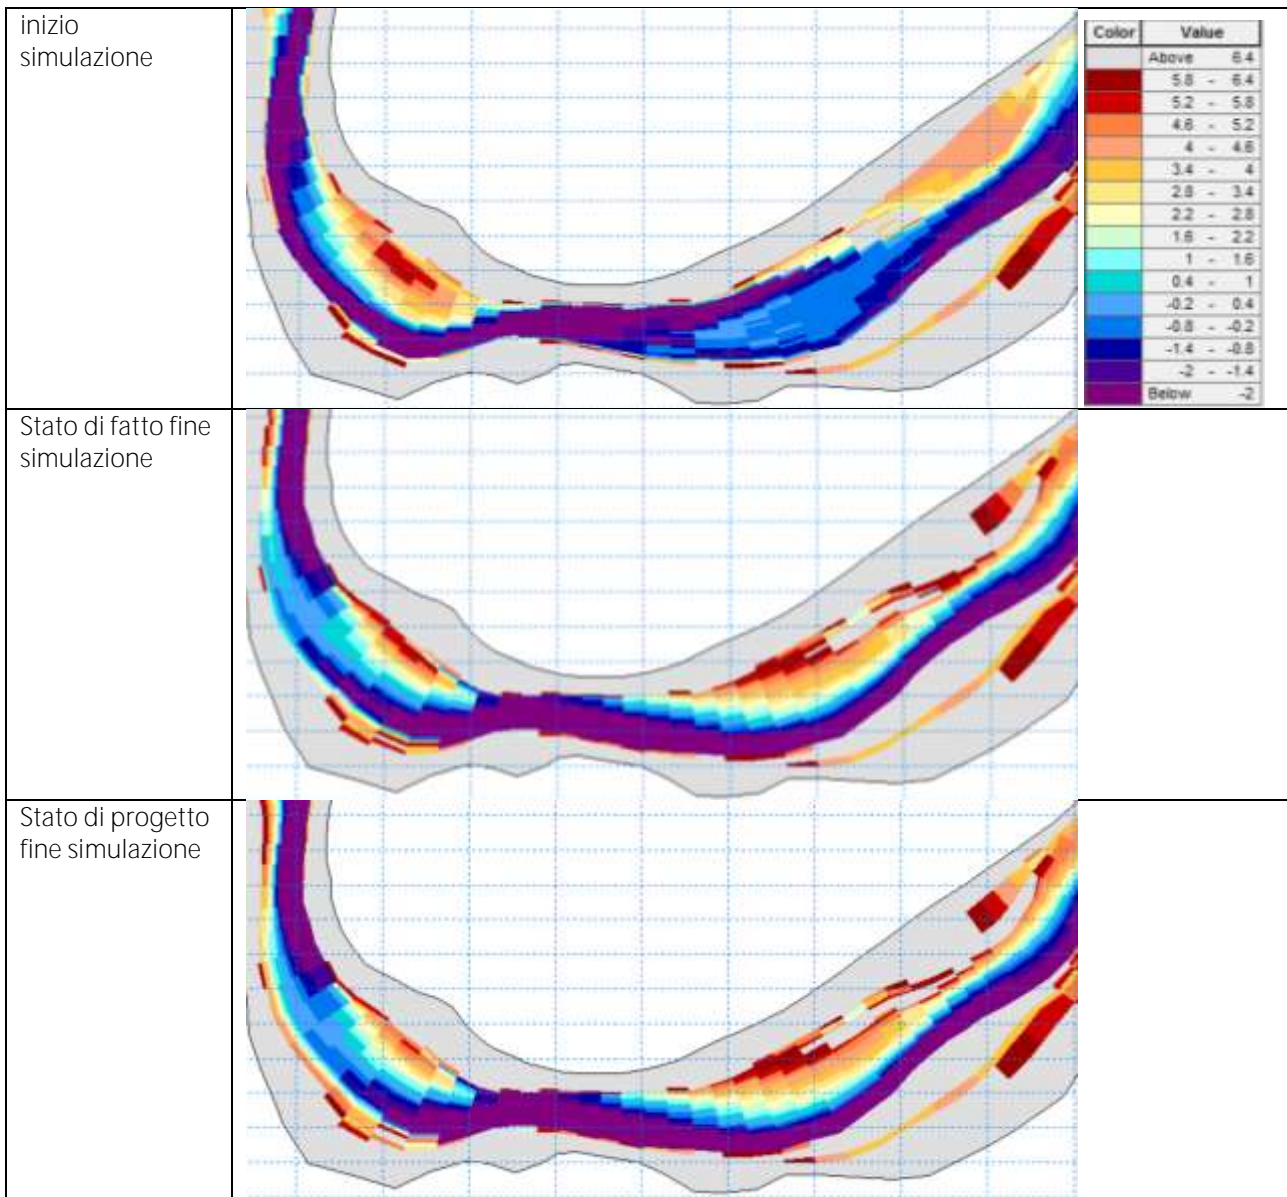 inizio
simulazione
Color Value
Above 6.4
5.8 - 6.4
5.2 - 5.8
4.6 - 5.2
4 - 4.6
3.4 - 4
2.8 - 3.4
2.2 - 2.8
1.6 - 2.2
1 - 1.6
0.4 - 1
-0.2 - 0.4
-0.8 - -0.2
-1.4 - -0.8
-2 - -1.4
Below -2
Stato di fatto fine
simulazione
Stato di progetto
fine simulazione